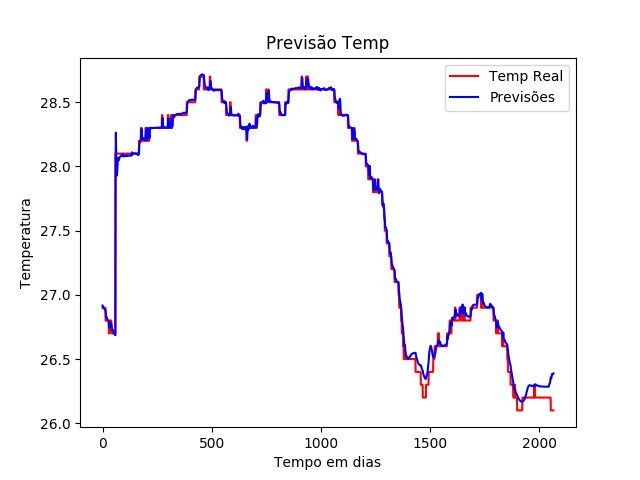 Previsão Temp
Temp Real
Previsões
28.5
28.0
27.5
27.0
26.5
26.0
Temperatura
0
500
1000
1500
2000
Tempo em dias